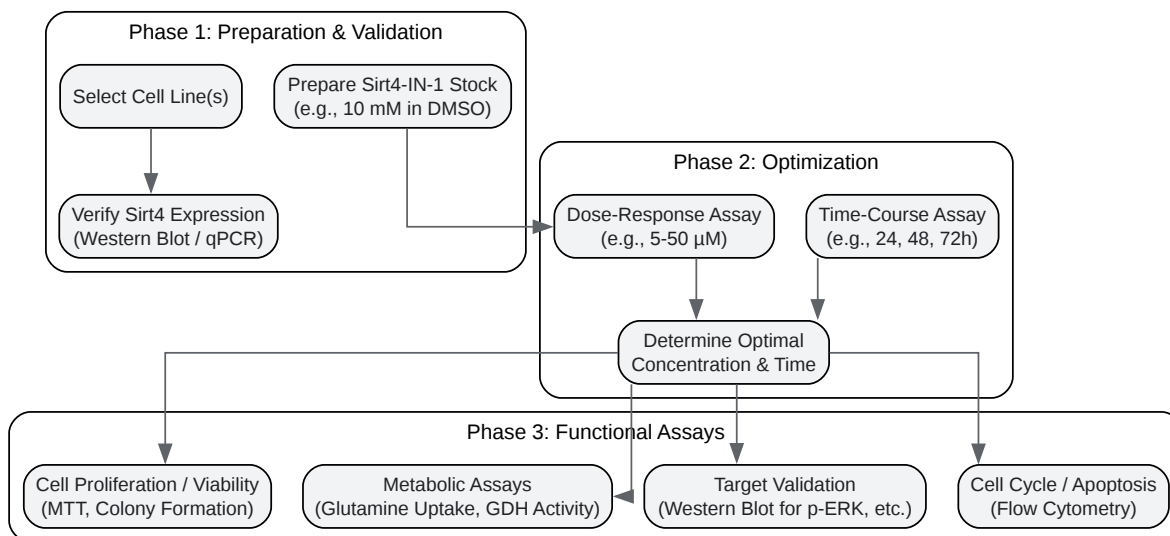 Phase 1: Preparation & Validation
Select Cell Line(s)
Prepare Sirt4-IN-1 Stock
(e.g., 10 mM in DMSO)
Verify Sirt4 Expression
(Western Blot / qPCR)
Phase 2: Optimization
Dose-Response Assay
(e.g., 5-50 µM)
Time-Course Assay
(e.g., 24, 48, 72h)
Determine Optimal
Concentration & Time
Phase 3: Functional Assays
Cell Proliferation / Viability
(MTT, Colony Formation)
Metabolic Assays
(Glutamine Uptake, GDH Activity)
Target Validation
(Western Blot for p-ERK, etc.)
Cell Cycle / Apoptosis
(Flow Cytometry)